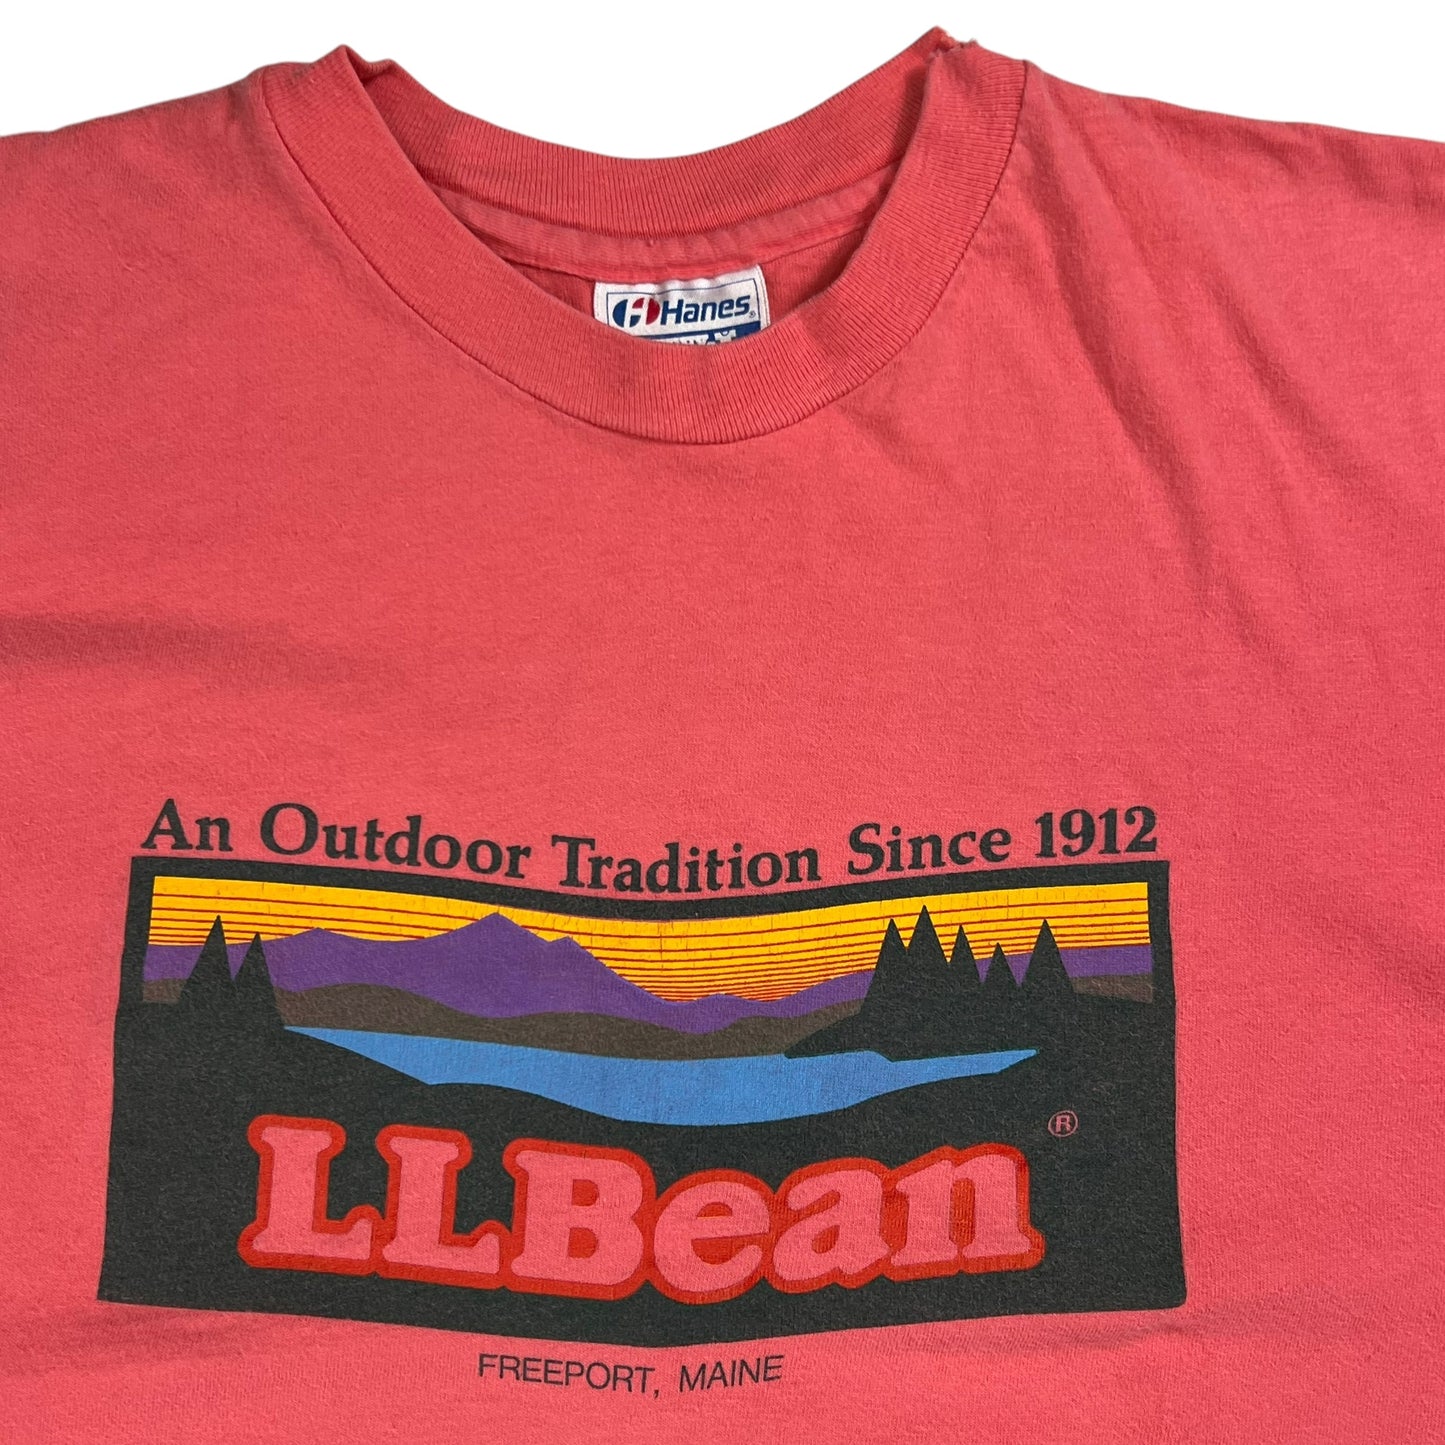 Hanes®
An Outdoor Tradition Since 1912
®
LLBean
FREEPORT, MAINE